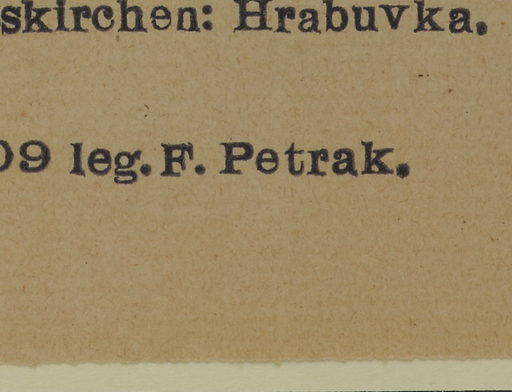 skirchen: Hrabuvka.
09 leg. F. Petrak.